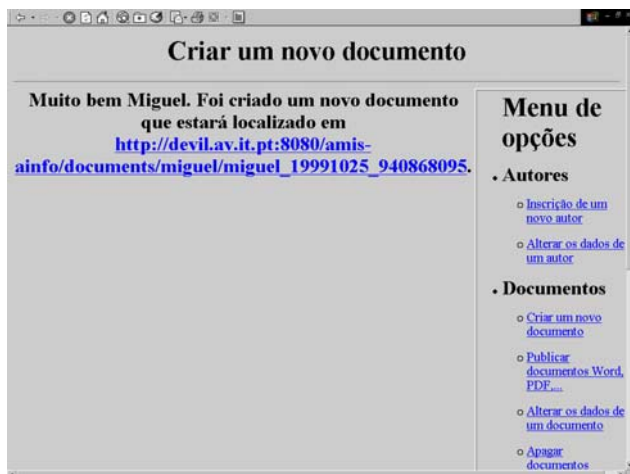 Criar um novo documento
Muito bem Miguel. Foi criado um novo documento
que estará localizado em
http://devil.av.it.pt:8080/amis-
ainfo/documents/miguel/miguel_19991025_940868095.
Menu de
opções
• Autores
o Inscrição de um
novo autor
o Alterar os dados de
um autor
• Documentos
o Criar um novo
documento
o Publicar
documentos Word,
PDF,...
o Alterar os dados de
um documento
o Apagar
documentos